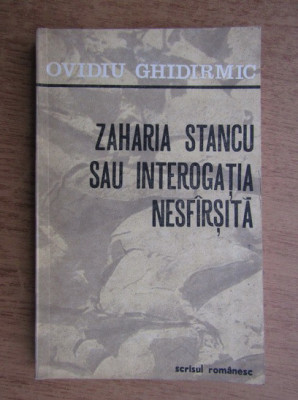 OVIDIU GHIDIRMIC
ZAHARIA STANCU
SAU INTEROGAȚIA
NESFÎRȘITĂ
scrisul românesc